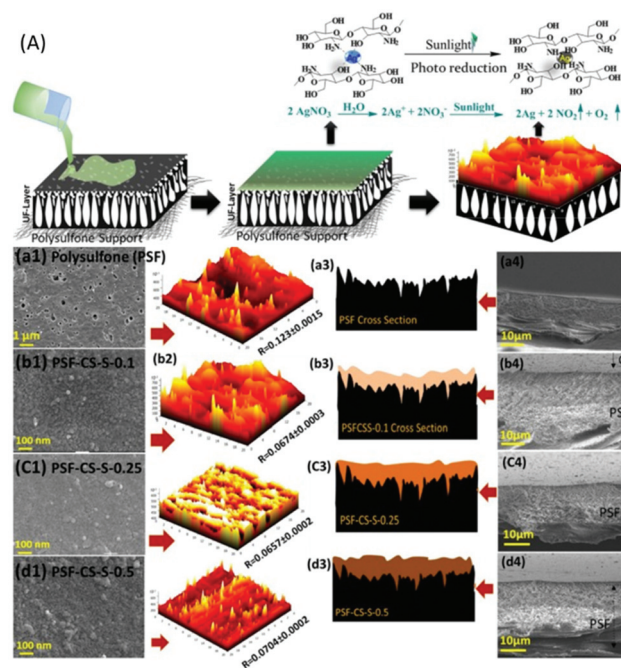 (A)
OH
HO
NH2
Sunlight
Photo reduction
2 AgNO3 H2O 2Ag+ + 2NO3- Sunlight 2Ag + 2 NO2 + O2
UF-Layer
Polysulfone Support
UF-Layer
Polysulfone Support
(a1) Polysulfone (PSF)
1 µm
R=0.123±0.0015
(a3)
PSF Cross Section
(a4)
10µm
(b1) PSF-CS-S-0.1
100 nm
(b2)
R=0.0674±0.0003
(b3)
PSFCSS-0.1 Cross Section
(b4)
10µm
(C1) PSF-CS-S-0.25
100 nm
R=0.0657±0.0002
(C3)
PSF-CS-S-0.25
(C4)
PSF
10µm
(d1) PSF-CS-S-0.5
100 nm
R=0.0704±0.0002
(d3)
PSF-CS-S-0.5
(d4)
PSF
10µm